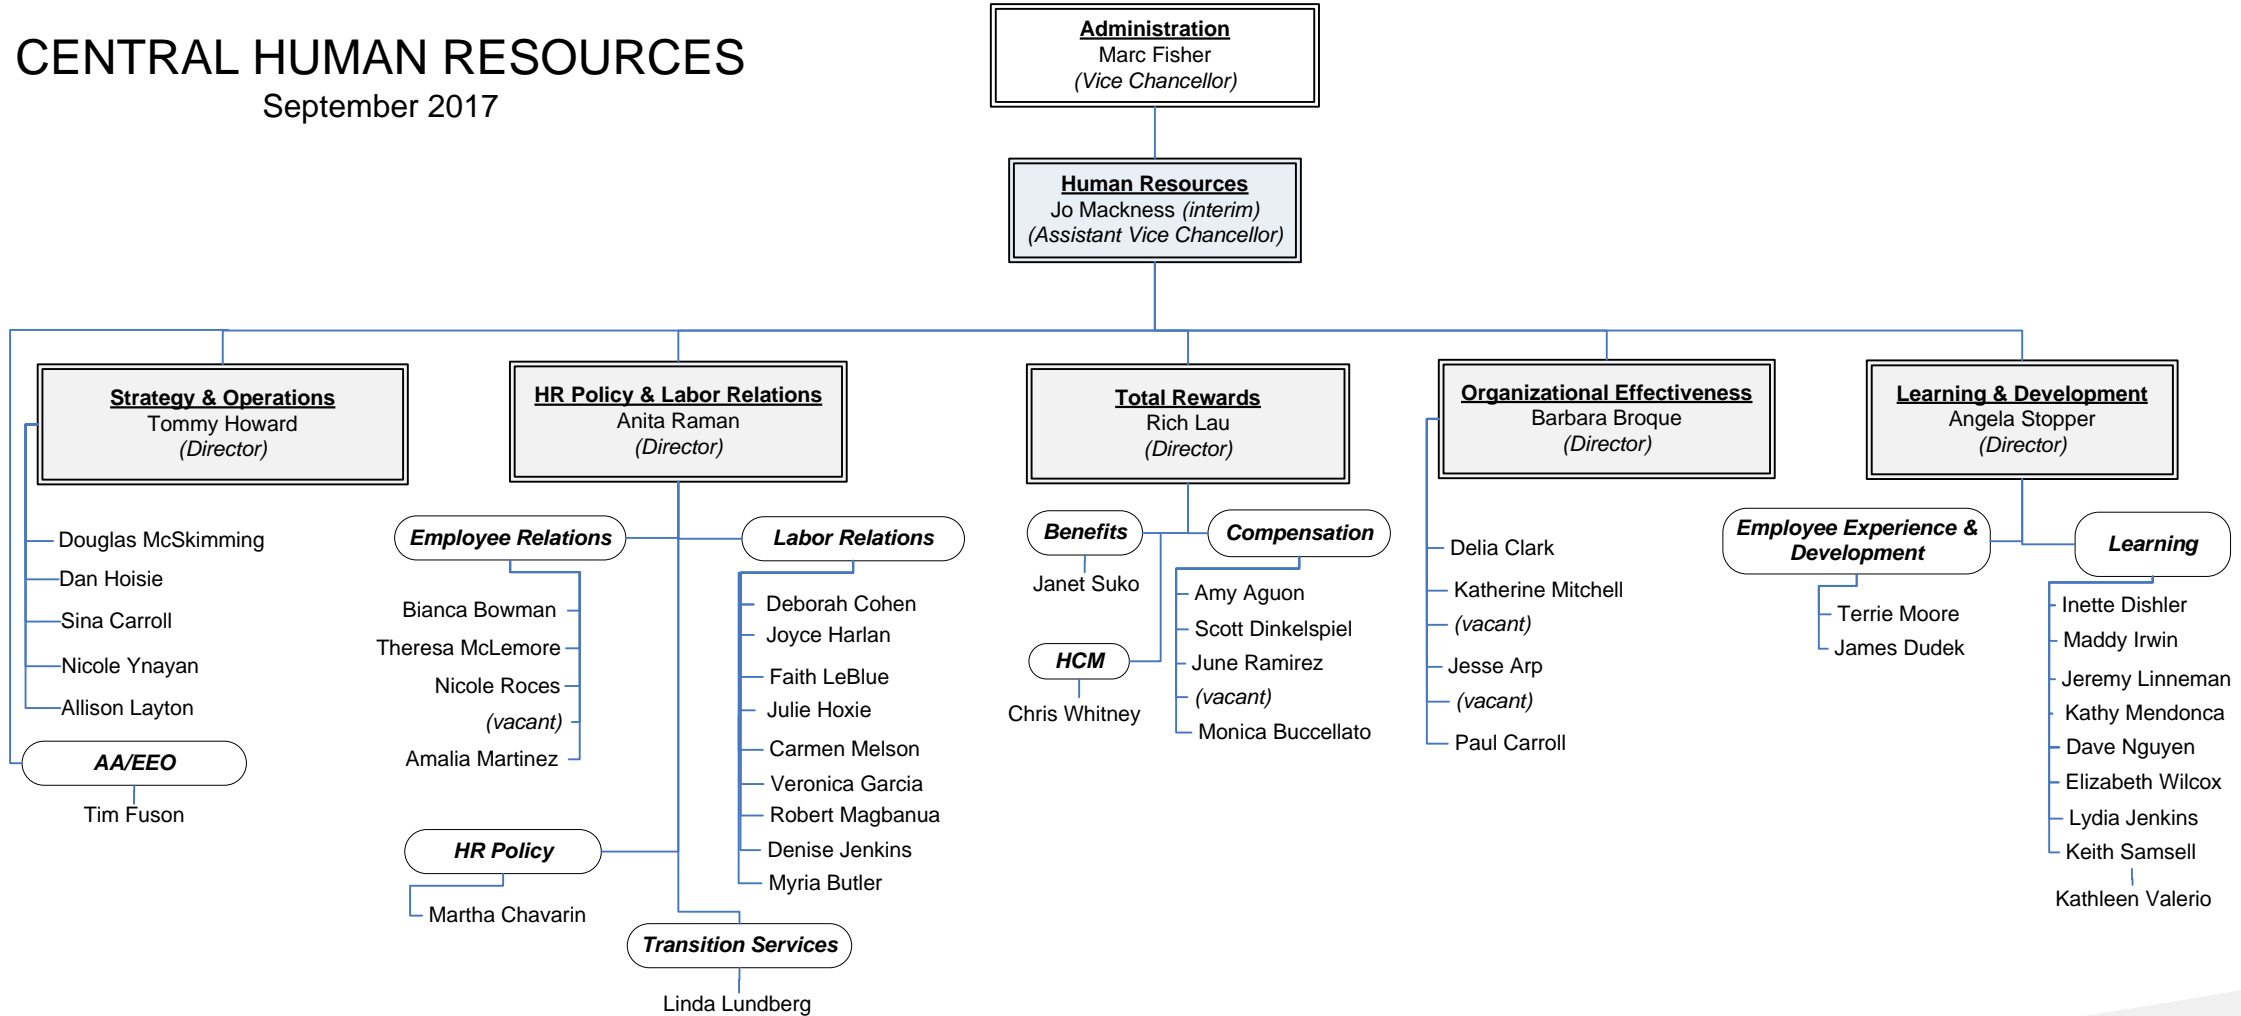 CENTRAL HUMAN RESOURCES
September 2017
Administration
Marc Fisher
(Vice Chancellor)
Human Resources
Jo Mackness (interim)
(Assistant Vice Chancellor)
Strategy & Operations
Tommy Howard
(Director)
Douglas McSkimming
Dan Hoisie
Sina Carroll
Nicole Ynayan
Allison Layton
AA/EEO
Tim Fuson
HR Policy & Labor Relations
Anita Raman
(Director)
Employee Relations
Bianca Bowman
Theresa McLemore
Nicole Roces
(vacant)
Amalia Martinez
HR Policy
Martha Chavarin
Labor Relations
Deborah Cohen
Joyce Harlan
Faith LeBlue
Julie Hoxie
Carmen Melson
Veronica Garcia
Robert Magbanua
Denise Jenkins
Myria Butler
Transition Services
Linda Lundberg
Total Rewards
Rich Lau
(Director)
Benefits
Janet Suko
HCM
Chris Whitney
Compensation
Amy Aguon
Scott Dinkelspiel
June Ramirez
(vacant)
Monica Buccellato
Organizational Effectiveness
Barbara Broque
(Director)
Delia Clark
Katherine Mitchell
(vacant)
Jesse Arp
(vacant)
Paul Carroll
Learning & Development
Angela Stopper
(Director)
Employee Experience &
Development
Terrie Moore
James Dudek
Learning
Inette Dishler
Maddy Irwin
Jeremy Linneman
Kathy Mendonca
Dave Nguyen
Elizabeth Wilcox
Lydia Jenkins
Keith Samsell
Kathleen Valerio